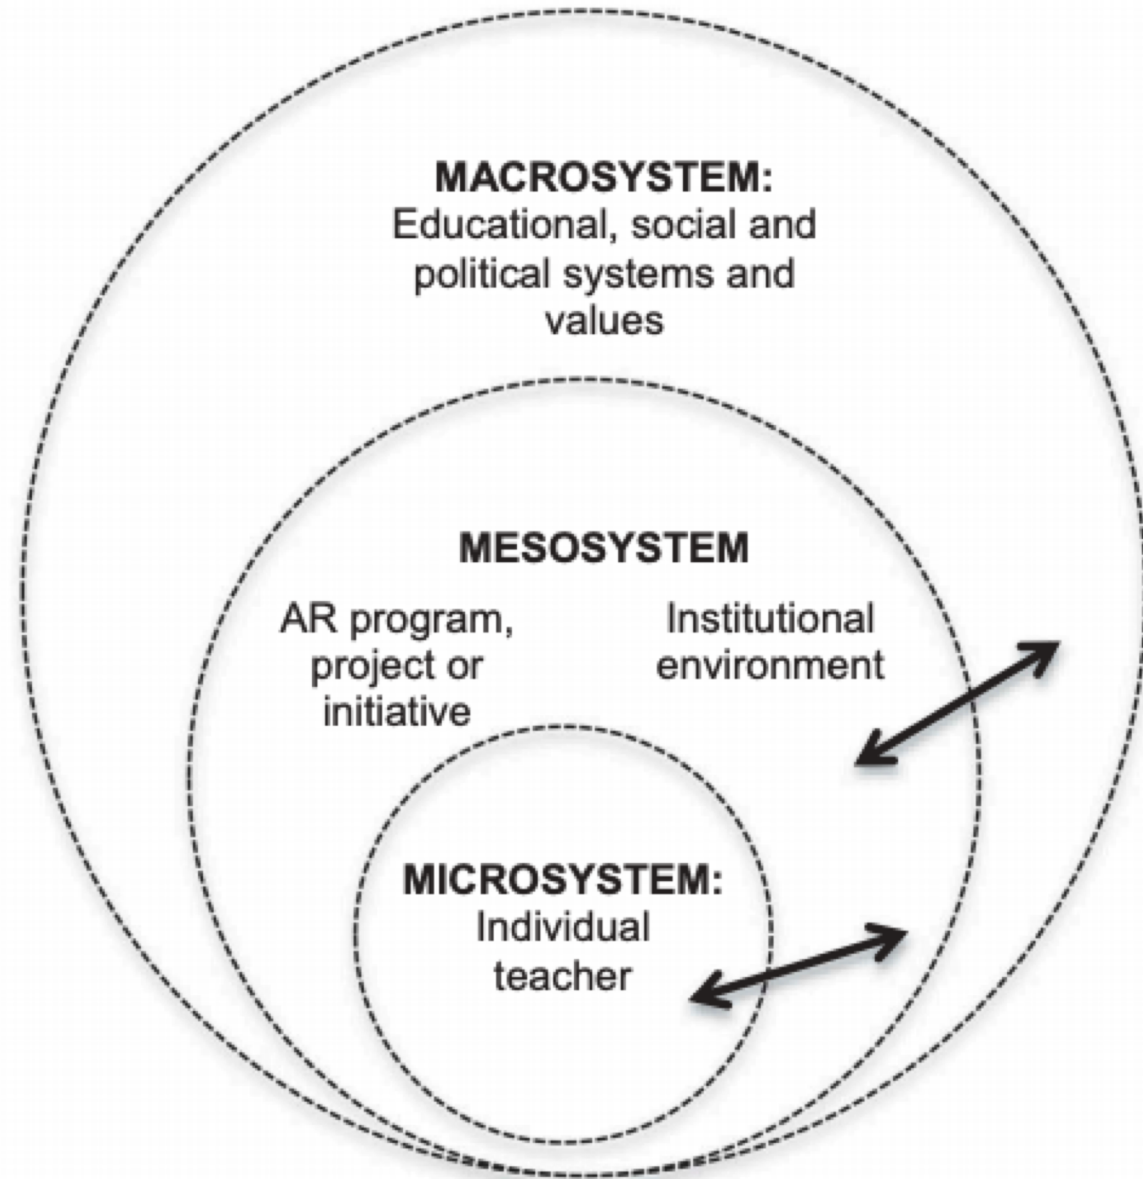 MACROSYSTEM:
Educational, social and
political systems and
values
MESOSYSTEM
AR program,
project or
initiative
Institutional
environment
MICROSYSTEM:
Individual
teacher